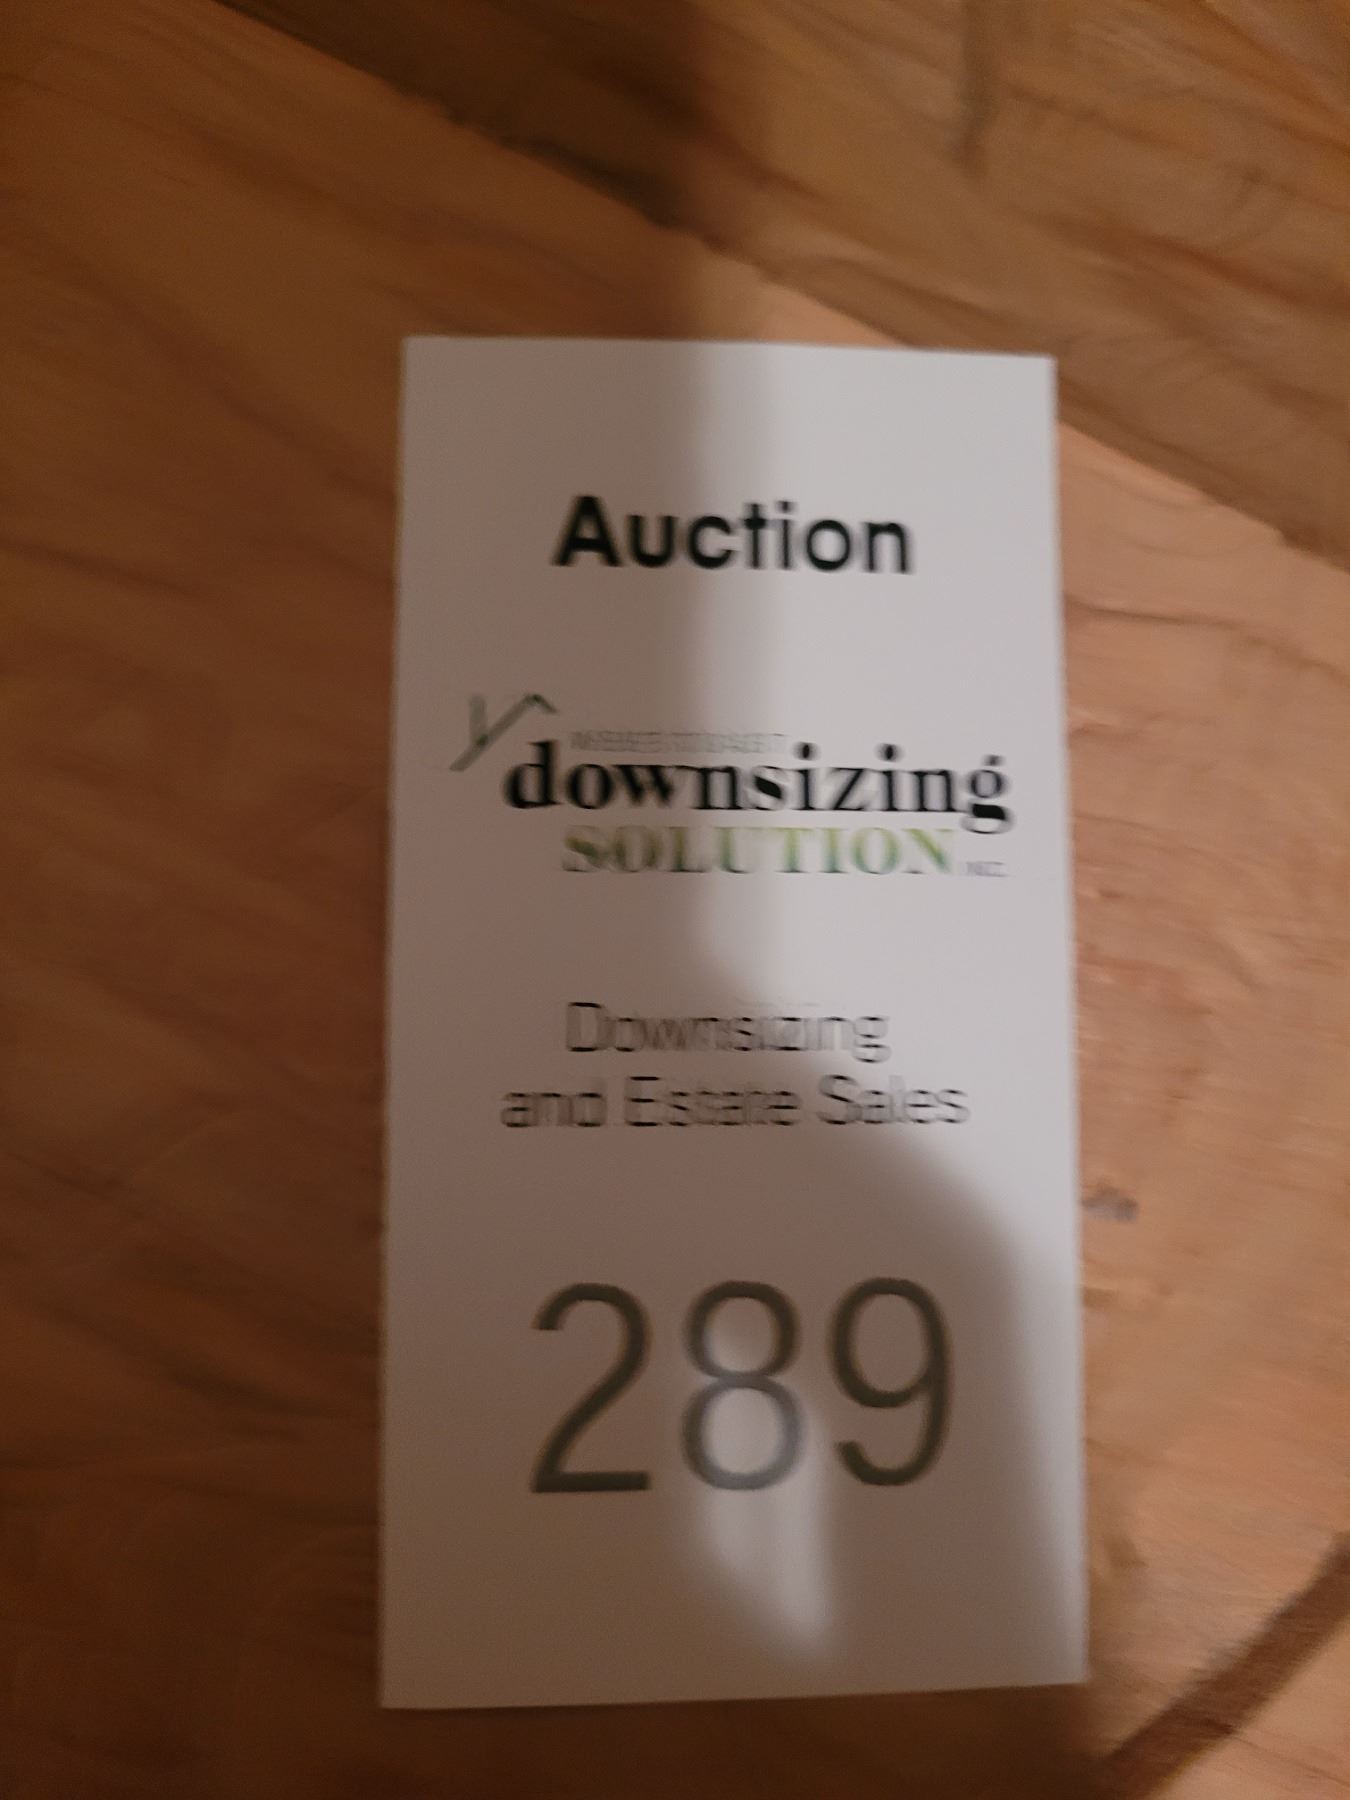 Auction
downsizing
SOLUTION
Downsizing
and Estate Sales
289